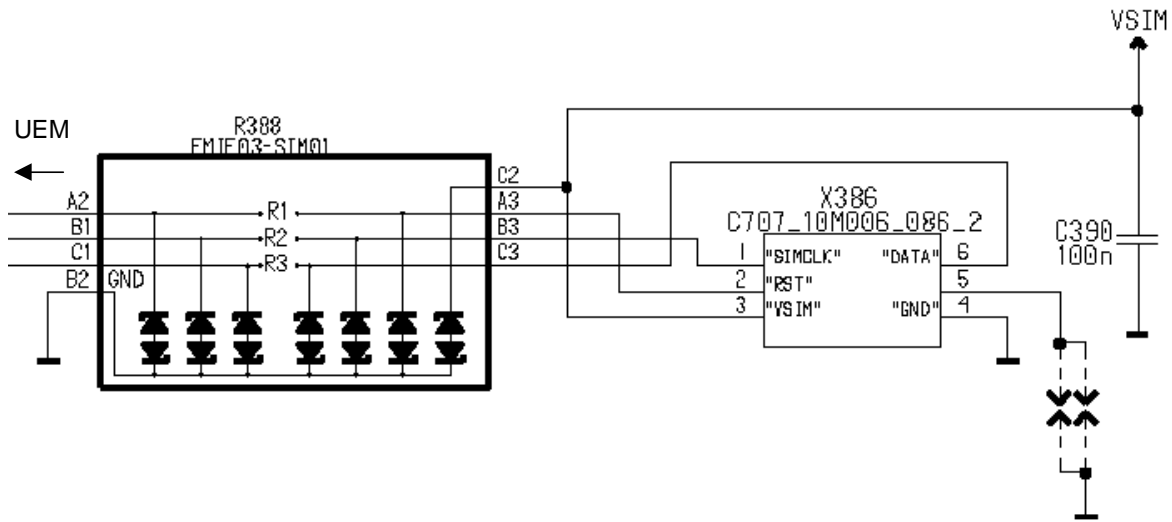 VSIM
UEM
R388
EMIF03-SIM01
C2
A2
A3
R1
B1
B3
R2
C1
C3
R3
B2
GND
X386
C707_10M006_086_2
1
"SIMCLK"
"DATA"
6
2
"RST"
5
3
"VSIM"
"GND"
4
C390
100n